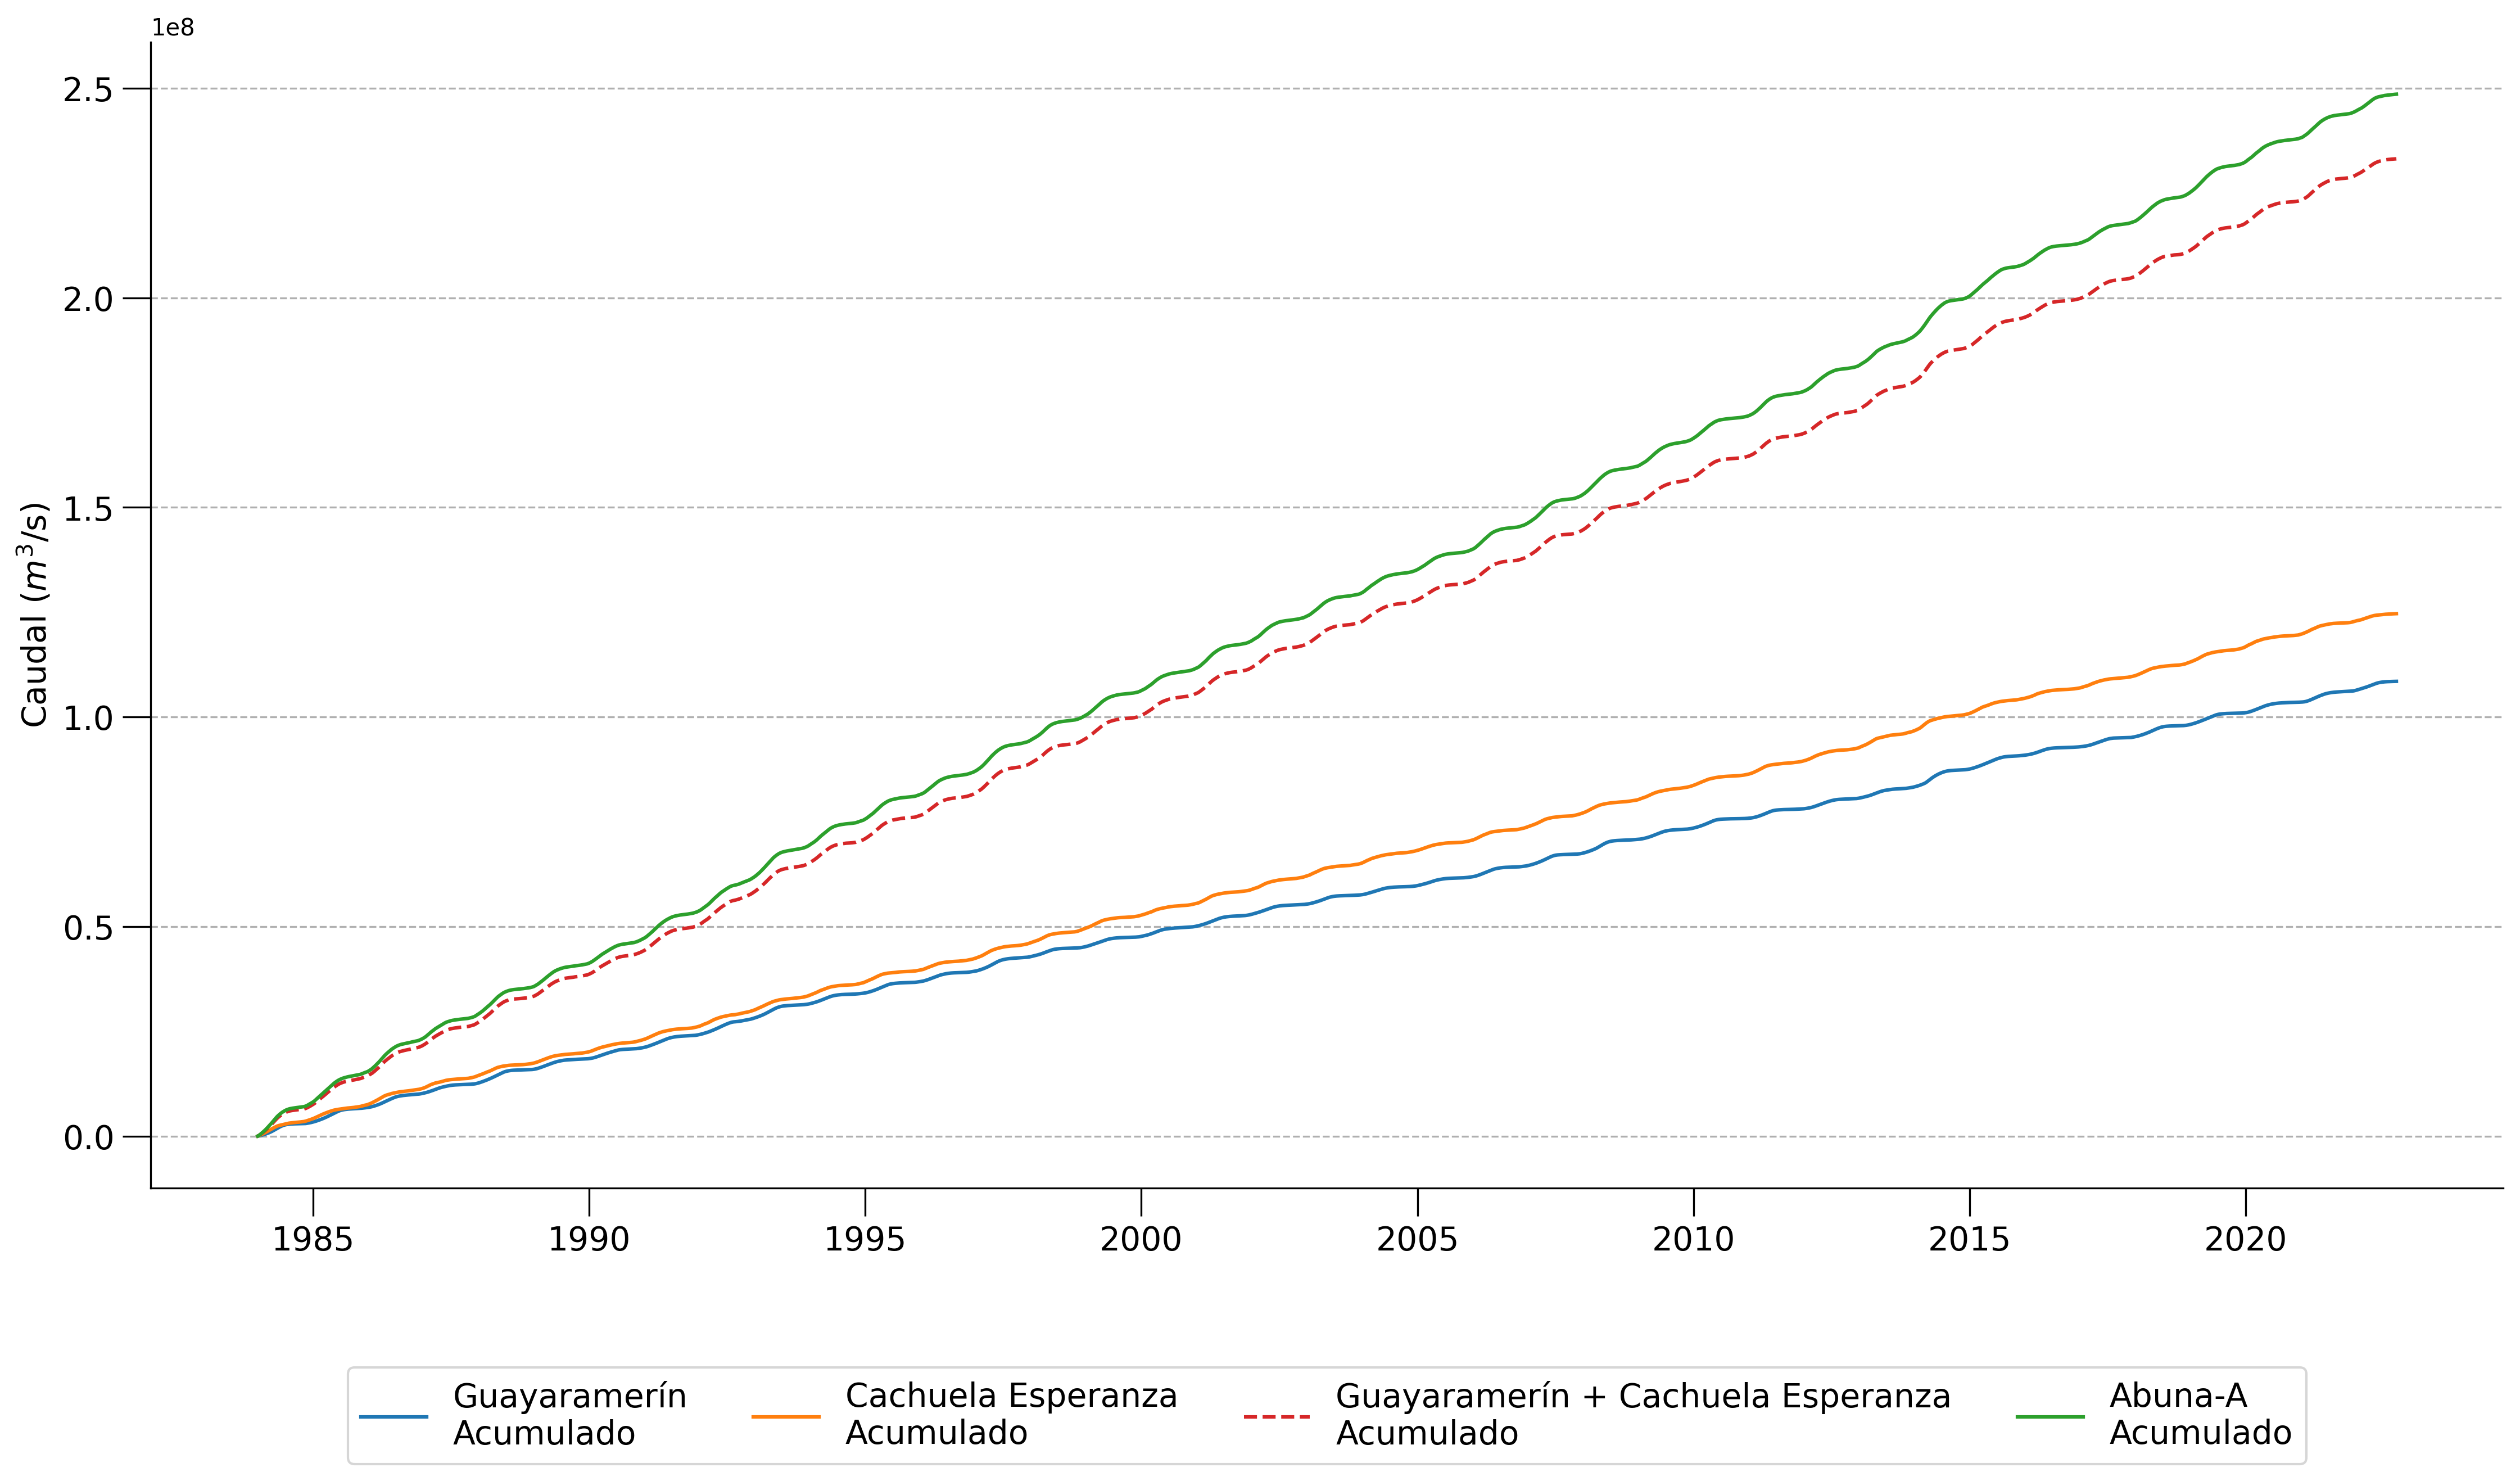 1e8
2.5
2.0
1.5
1.0
0.5
0.0
Caudal (m³/s)
1985 1990 1995 2000 2005 2010 2015 2020
Guayaramerín
Acumulado
Cachuela Esperanza
Acumulado
Guayaramerín + Cachuela Esperanza
Acumulado
Abuna-A
Acumulado